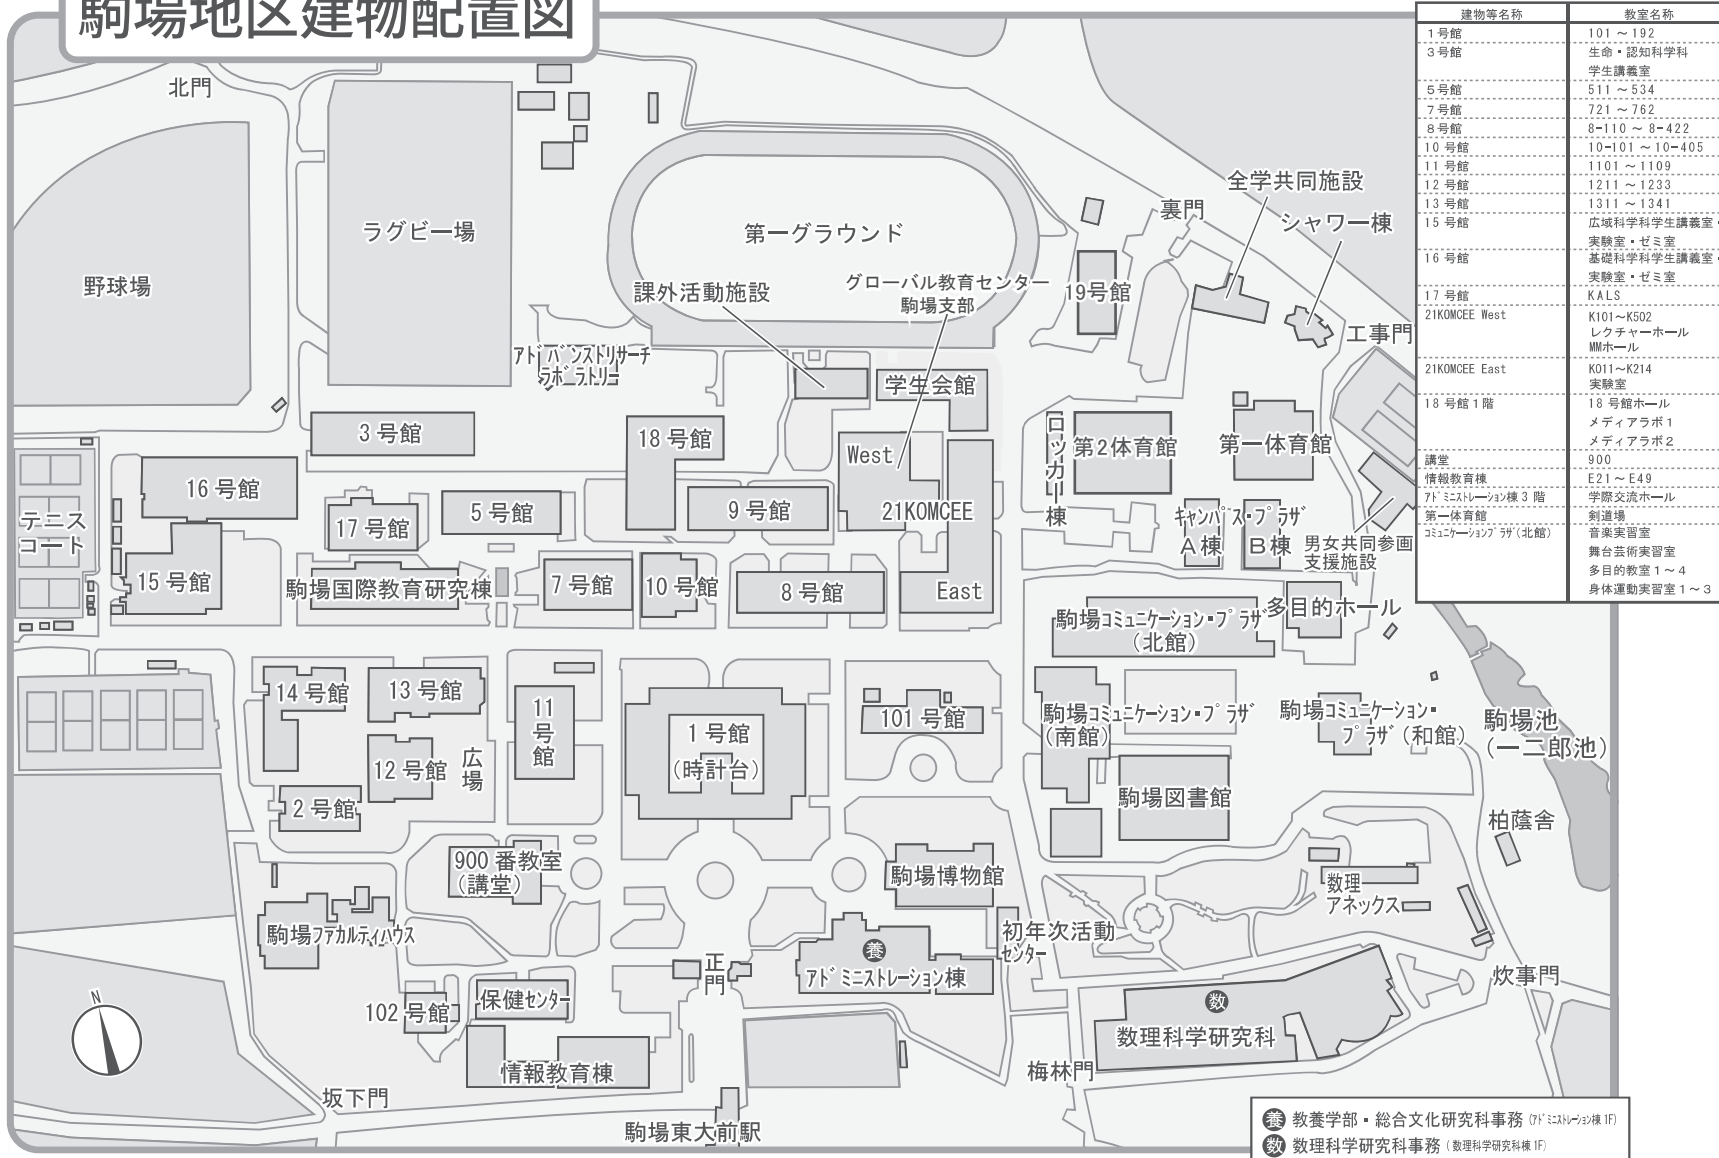 駒場地区建物配置図
北門
野球場
ラグビー場
第一グラウンド
裏門
全学共同施設
シャワー棟
19号館
工事門
課外活動施設
グローバル教育センター
駒場支部
アドバンストリサーチ
ラボラトリー
学生会館
3号館
18号館
West
21KOMCEE
East
ロッカー棟
第2体育館
第一体育館
16号館
17号館
5号館
9号館
キャンパス・プラザ
A棟
B棟
男女共同参画
支援施設
テニス
コート
15号館
駒場国際教育研究棟
7号館
10号館
8号館
駒場コミュニケーション・プラザ
(北館)
多目的ホール
14号館
13号館
11号館
1号館
(時計台)
101号館
駒場コミュニケーション・プラザ
(南館)
駒場コミュニケーション・
プラザ(和館)
駒場池
(一二郎池)
12号館
広場
2号館
駒場図書館
柏蔭舎
900番教室
(講堂)
駒場博物館
数理
アネックス
駒場ファカルティハウス
初年次活動
センター
正門
養
アドミニストレーション棟
炊事門
102号館
保健センター
数
数理科学研究科
情報教育棟
梅林門
N
坂下門
駒場東大前駅
建物等名称 教室名称
1号館 101～192
3号館 生命・認知科学科
学生講義室
5号館 511～534
7号館 721～762
8号館 8-110～8-422
10号館 10-101～10-405
11号館 1101～1109
12号館 1211～1233
13号館 1311～1341
15号館 広域科学科学生講義室・
実験室・ゼミ室
16号館 基礎科学科学生講義室・
実験室・ゼミ室
17号館 KALS
21KOMCEE West K101～K502
レクチャーホール
MMホール
21KOMCEE East K011～K214
実験室
18号館1階 18号館ホール
メディアラボ1
メディアラボ2
講堂 900
情報教育棟 E21～E49
アドミニストレーション棟3階 学際交流ホール
第一体育館 剣道場
コミュニケーションプラザ(北館) 音楽実習室
舞台芸術実習室
多目的教室1～4
身体運動実習室1～3
養 教養学部・総合文化研究科事務(アドミニストレーション棟1F)
数 数理科学研究科事務(数理科学研究科棟1F)